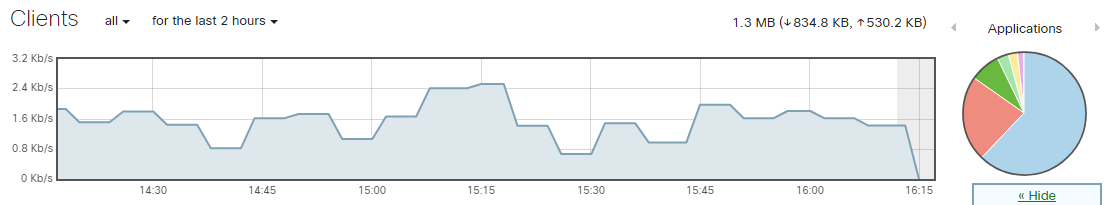 Clients all for the last 2 hours 1.3 MB (↓834.8 KB, ↑530.2 KB)
Applications
3.2 Kb/s
2.4 Kb/s
1.6 Kb/s
0.8 Kb/s
0 Kb/s
14:30 14:45 15:00 15:15 15:30 15:45 16:00 16:15
« Hide